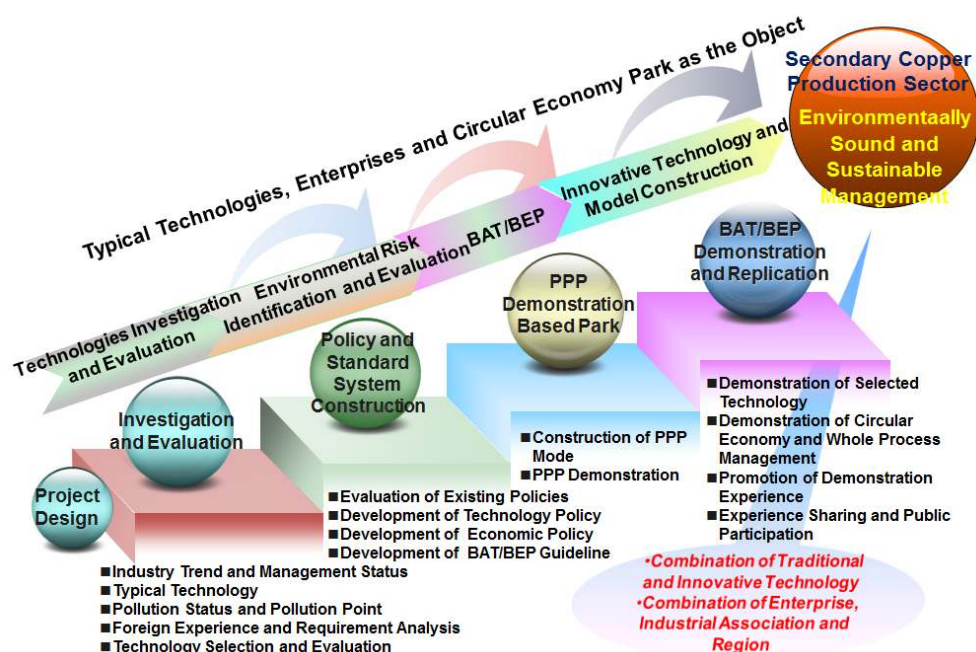 Typical Technologies, Enterprises and Circular Economy Park as the Object
Secondary Copper
Production Sector
Environmentaally
Sound and
Sustainable
Management
Technologies Investigation
and Evaluation
Environmental Risk
Identification and Evaluation
BAT/BEP
Innovative Technology and
Model Construction
Project
Design
Investigation
and Evaluation
Policy and
Standard
System
Construction
PPP
Demonstration
Based Park
BAT/BEP
Demonstration
and Replication
■Industry Trend and Management Status
■Typical Technology
■Pollution Status and Pollution Point
■Foreign Experience and Requirement Analysis
■Technology Selection and Evaluation
■Evaluation of Existing Policies
■Development of Technology Policy
■Development of Economic Policy
■Development of BAT/BEP Guideline
■Construction of PPP
Mode
■PPP Demonstration
■Demonstration of Selected
Technology
■Demonstration of Circular
Economy and Whole Process
Management
■Promotion of Demonstration
Experience
■Experience Sharing and Public
Participation
•Combination of Traditional
and Innovative Technology
•Combination of Enterprise,
Industrial Association and
Region